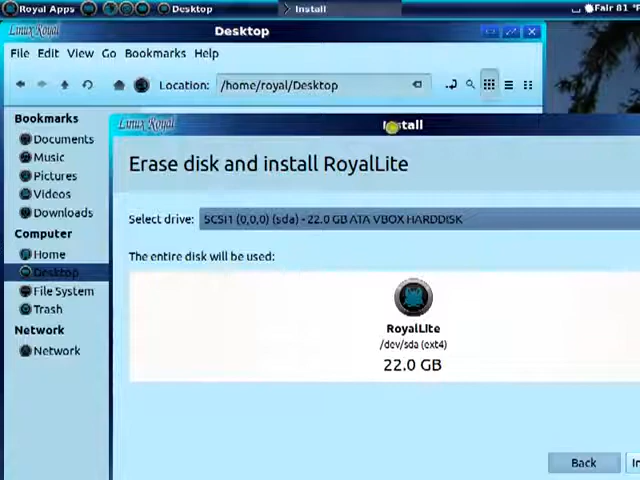 Royal Apps
Desktop
Install
Fair 81 °F
Linux Royal
Desktop
File Edit View Go Bookmarks Help
Location: /home/royal/Desktop
Bookmarks
Documents
Music
Pictures
Videos
Downloads
Computer
Home
Desktop
File System
Trash
Network
Network
Linux Royal
Install
Erase disk and install RoyalLite
Select drive: SCSI1 (0,0,0) (sda) - 22.0 GB ATA VBOX HARDDISK
The entire disk will be used:
RoyalLite
/dev/sda (ext4)
22.0 GB
Back